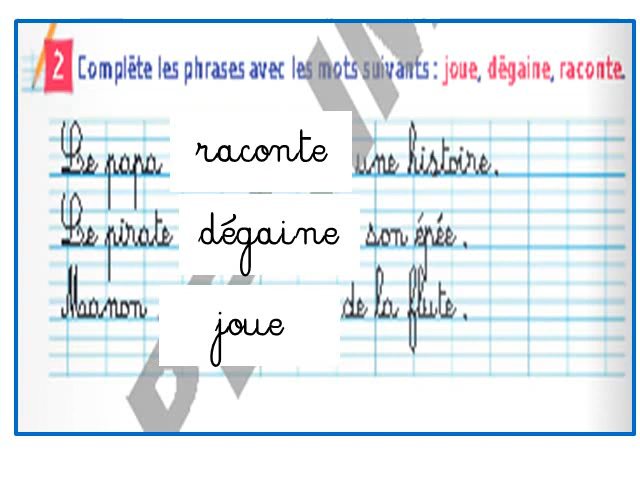 2 Complète les phrases avec les mots suivants : joue, dégaine, raconte.
Le papa raconte une histoire.
Le pirate dégaine son épée.
Manon joue de la flute.